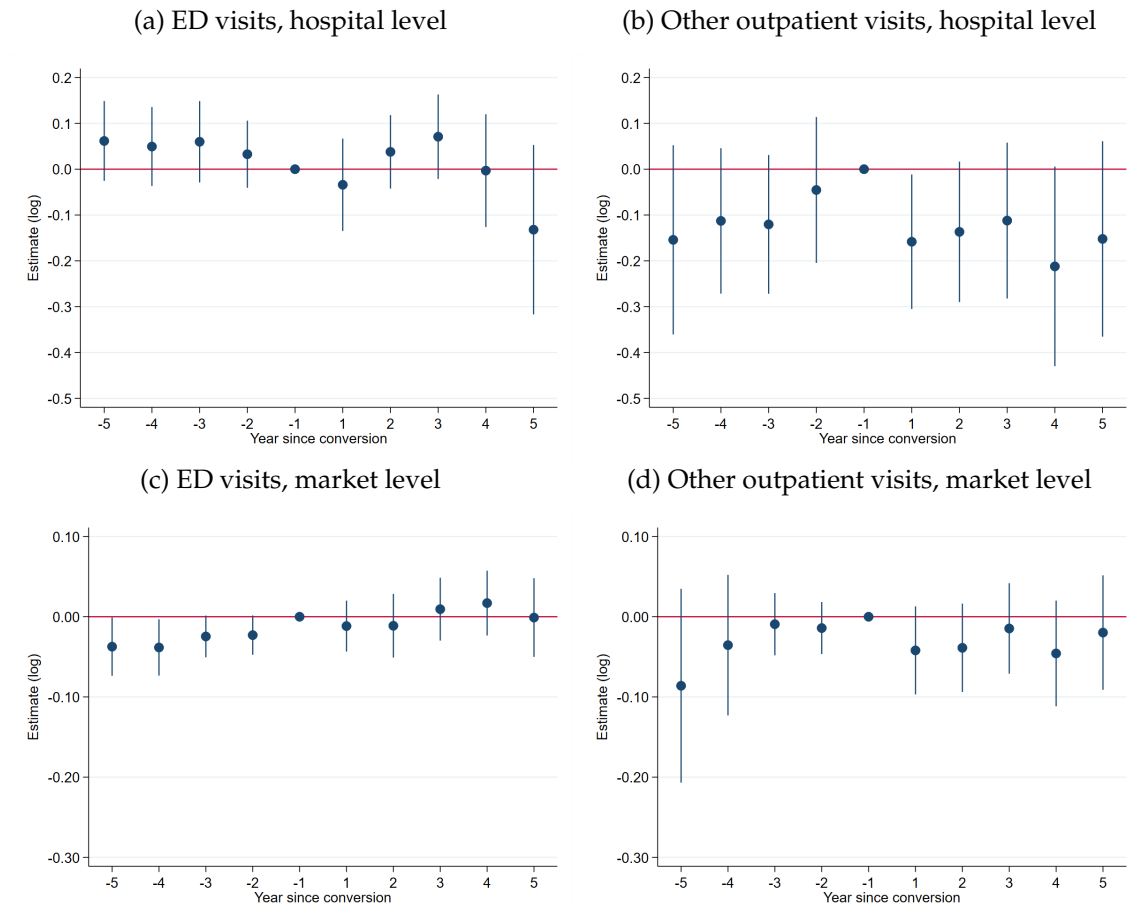 (a) ED visits, hospital level
0.2
0.1
0.0
-0.1
-0.2
-0.3
-0.4
-0.5
Estimate (log)
-5 -4 -3 -2 -1 1 2 3 4 5
Year since conversion
(b) Other outpatient visits, hospital level
0.2
0.1
0.0
-0.1
-0.2
-0.3
-0.4
-0.5
Estimate (log)
-5 -4 -3 -2 -1 1 2 3 4 5
Year since conversion
(c) ED visits, market level
0.10
0.00
-0.10
-0.20
-0.30
Estimate (log)
-5 -4 -3 -2 -1 1 2 3 4 5
Year since conversion
(d) Other outpatient visits, market level
0.10
0.00
-0.10
-0.20
-0.30
Estimate (log)
-5 -4 -3 -2 -1 1 2 3 4 5
Year since conversion